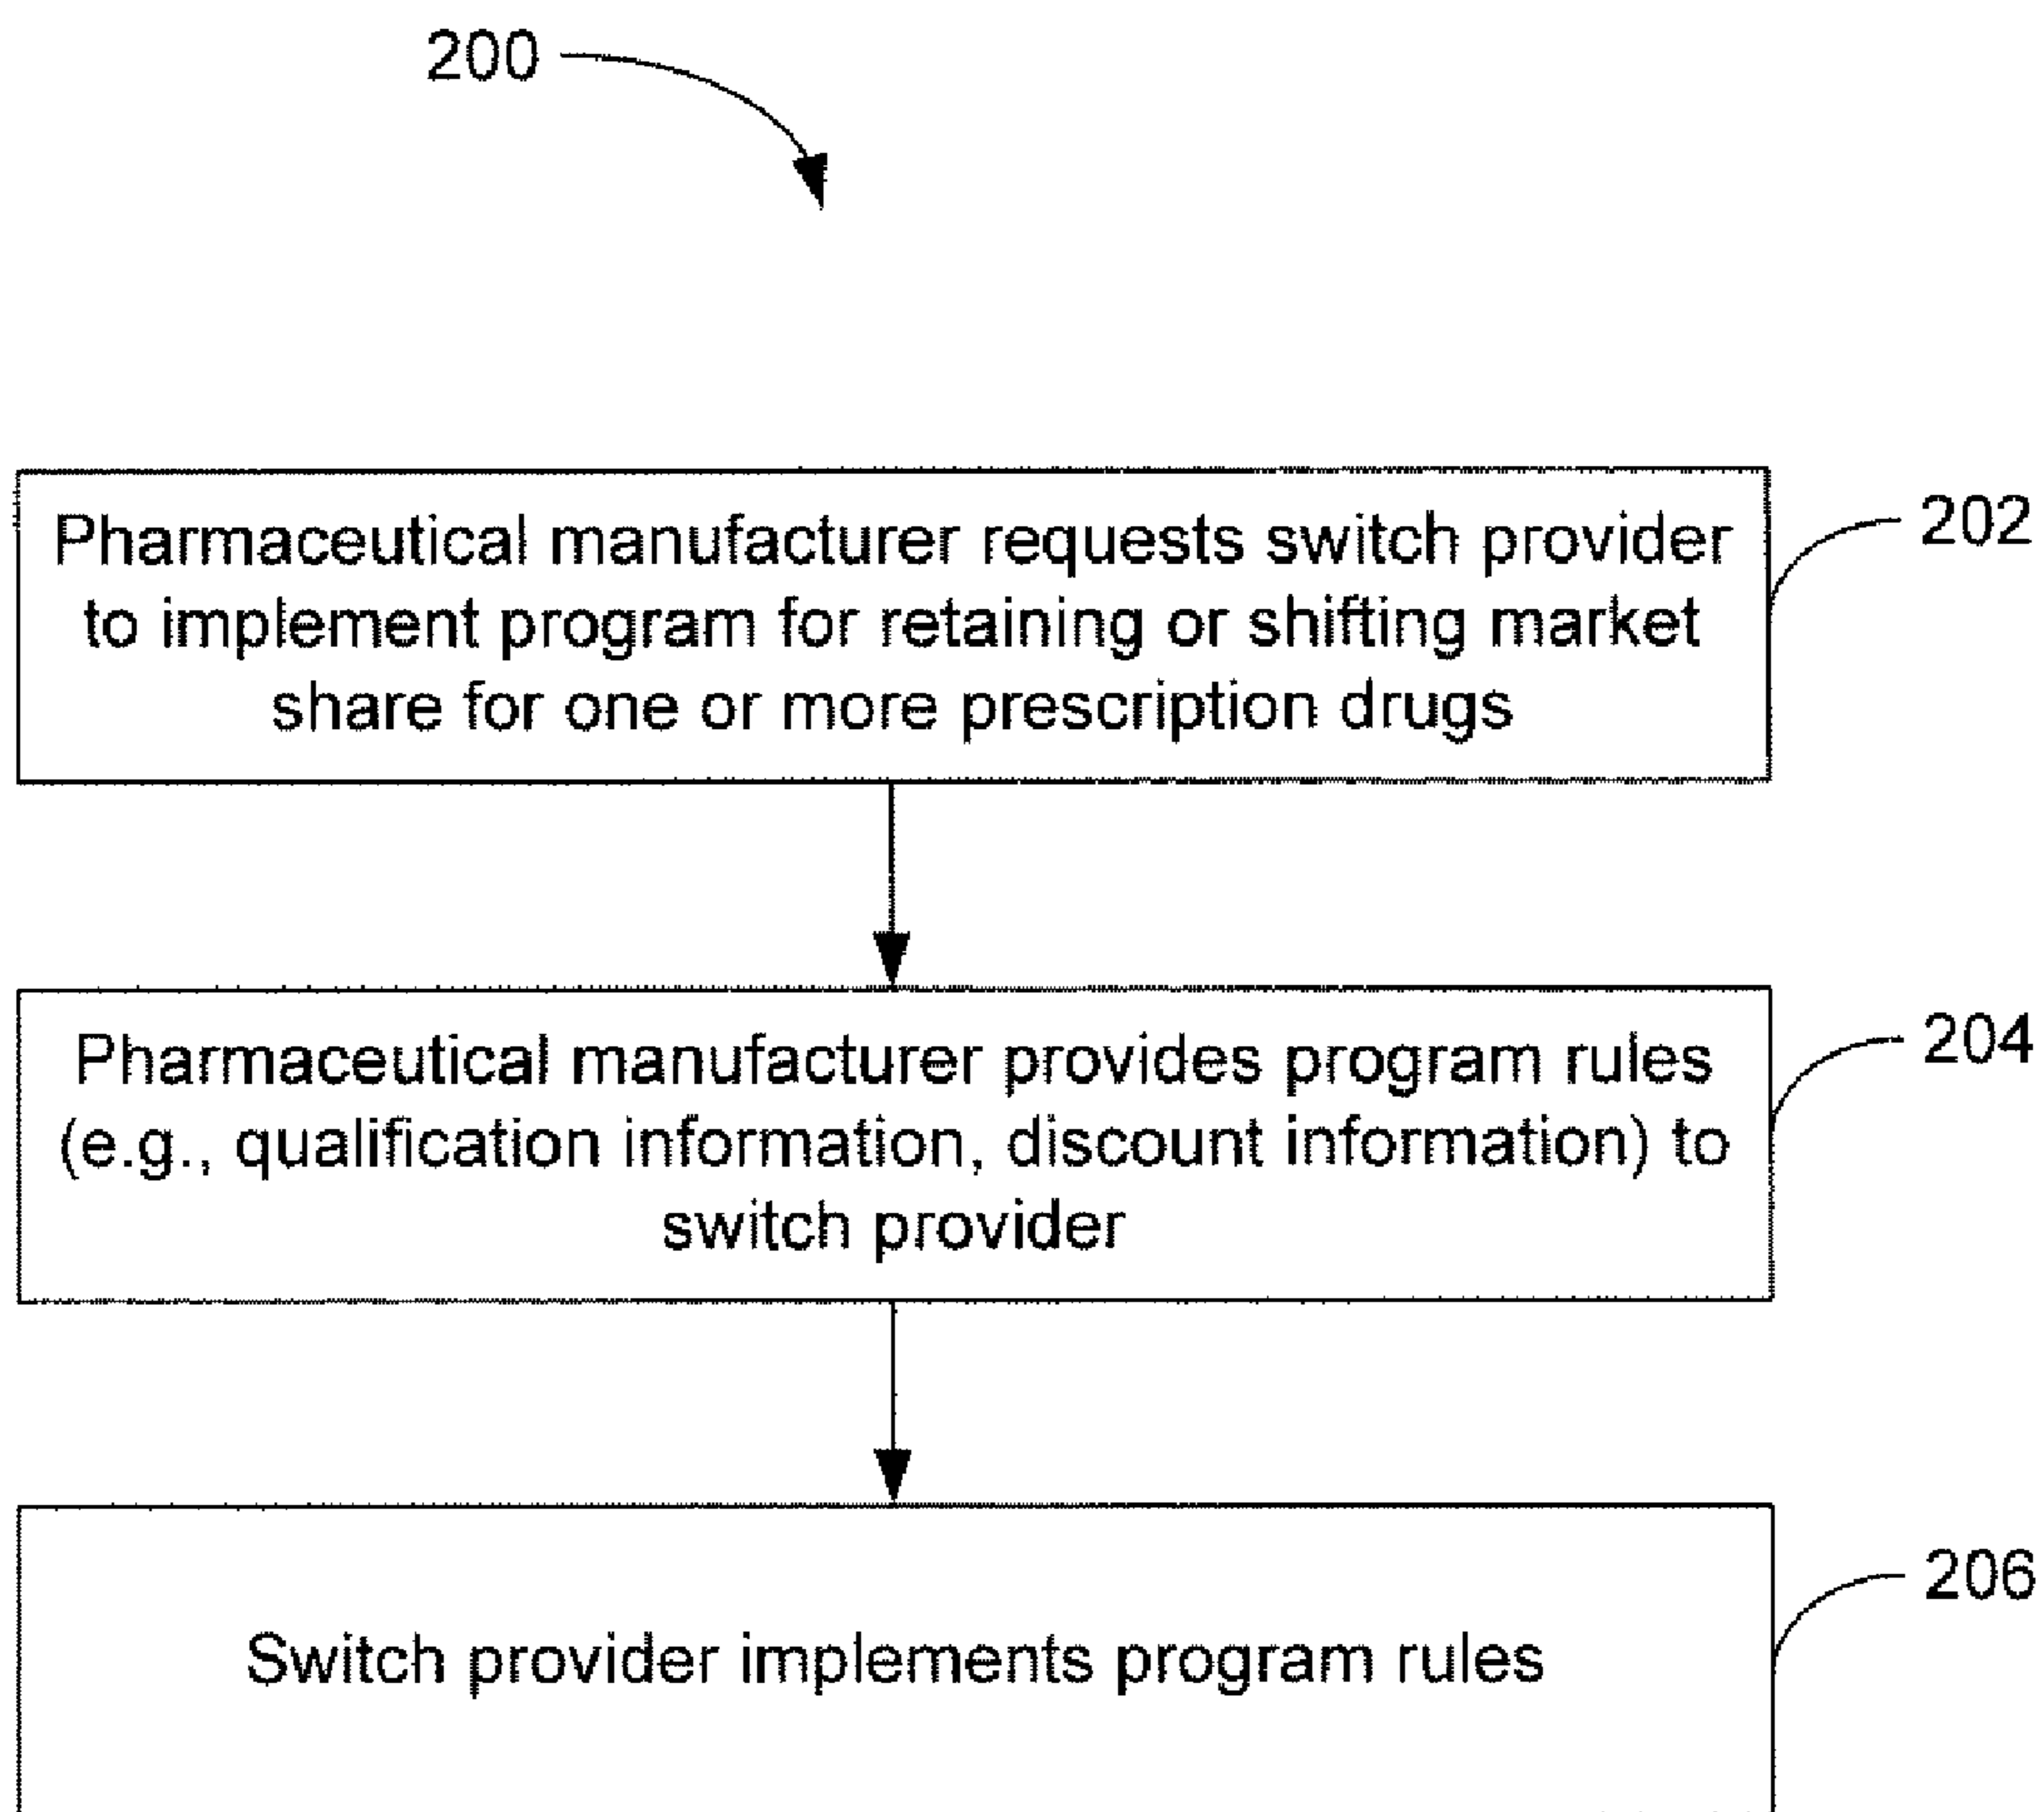 200
Pharmaceutical manufacturer requests switch provider
to implement program for retaining or shifting market
share for one or more prescription drugs
202
Pharmaceutical manufacturer provides program rules
(e.g., qualification information, discount information) to
switch provider
204
Switch provider implements program rules
206